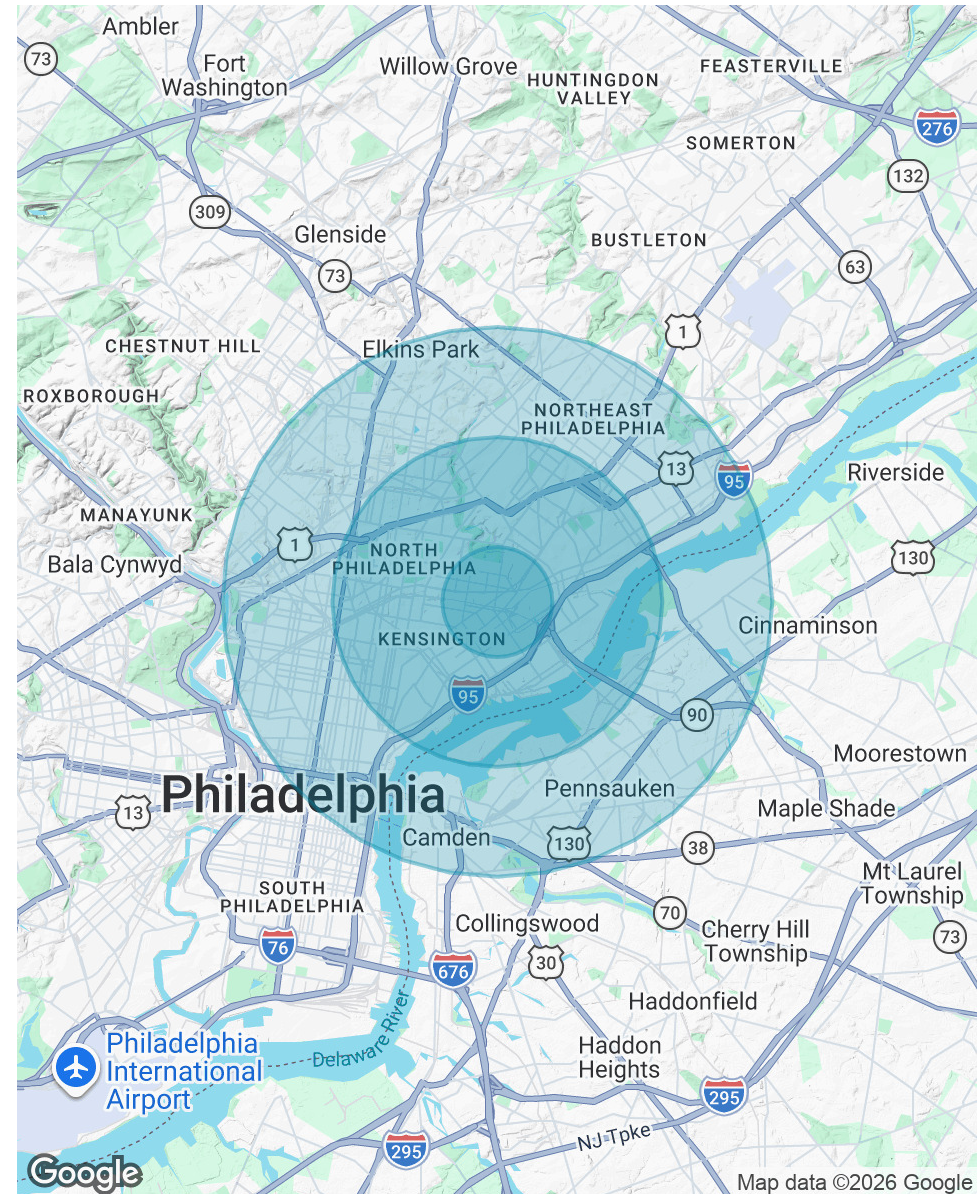 Ambler
73
Fort
Washington
Willow Grove
HUNTINGDON
VALLEY
FEASTERVILLE
276
SOMERTON
132
309
Glenside
BUSTLETON
73
63
1
CHESTNUT HILL
Elkins Park
ROXBOROUGH
NORTHEAST
PHILADELPHIA
13
95
Riverside
MANAYUNK
1
NORTH
PHILADELPHIA
130
Bala Cynwyd
KENSINGTON
Cinnaminson
95
90
Moorestown
Philadelphia
Pennsauken
13
Maple Shade
Camden
130
38
SOUTH
PHILADELPHIA
Mt Laurel
Township
Collingswood
70
Cherry Hill
Township
73
76
676
30
Haddonfield
Delaware River
Philadelphia
International
Airport
Haddon
Heights
295
NJ Tpke
295
Google
Map data ©2026 Google